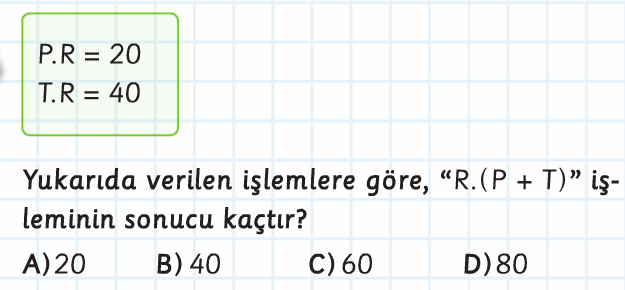 P.R = 20
T.R = 40
Yukarıda verilen işlemlere göre, “R.(P + T)” iş-
leminin sonucu kaçtır?
A) 20 B) 40 C) 60 D) 80